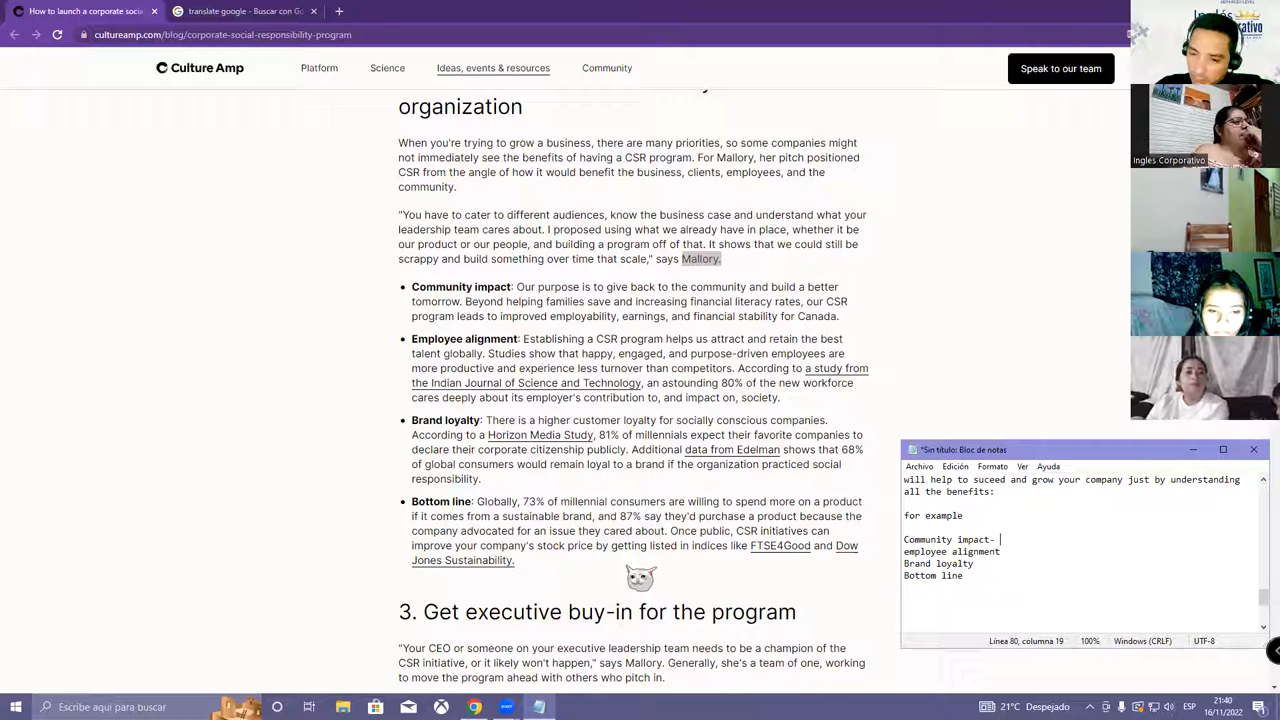 How to launch a corporate socia
translate google - Buscar con Go
cultureamp.com/blog/corporate-social-responsibility-program
Culture Amp
Platform
Science
Ideas, events & resources
Community
Speak to our team
organization
When you're trying to grow a business, there are many priorities, so some companies might
not immediately see the benefits of having a CSR program. For Mallory, her pitch positioned
CSR from the angle of how it would benefit the business, clients, employees, and the
community.
"You have to cater to different audiences, know the business case and understand what your
leadership team cares about. I proposed using what we already have in place, whether it be
our product or our people, and building a program off of that. It shows that we could still be
scrappy and build something over time that scale," says Mallory.
Community impact: Our purpose is to give back to the community and build a better
tomorrow. Beyond helping families save and increasing financial literacy rates, our CSR
program leads to improved employability, earnings, and financial stability for Canada.
Employee alignment: Establishing a CSR program helps us attract and retain the best
talent globally. Studies show that happy, engaged, and purpose-driven employees are
more productive and experience less turnover than competitors. According to a study from
the Indian Journal of Science and Technology, an astounding 80% of the new workforce
cares deeply about its employer's contribution to, and impact on, society.
Brand loyalty: There is a higher customer loyalty for socially conscious companies.
According to a Horizon Media Study, 81% of millennials expect their favorite companies to
declare their corporate citizenship publicly. Additional data from Edelman shows that 68%
of global consumers would remain loyal to a brand if the organization practiced social
responsibility.
Bottom line: Globally, 73% of millennial consumers are willing to spend more on a product
if it comes from a sustainable brand, and 87% say they'd purchase a product because the
company advocated for an issue they cared about. Once public, CSR initiatives can
improve your company's stock price by getting listed in indices like FTSE4Good and Dow
Jones Sustainability.
3. Get executive buy-in for the program
"Your CEO or someone on your executive leadership team needs to be a champion of the
CSR initiative, or it likely won't happen," says Mallory. Generally, she's a team of one, working
to move the program ahead with others who pitch in.
Ingles Corporativo
*Sin título: Bloc de notas
Archivo Edición Formato Ver Ayuda
will help to suceed and grow your company just by understanding
all the benefits:
for example
Community impact-
employee alignment
Brand loyalty
Bottom line
Línea 80, columna 19
100%
Windows (CRLF)
UTF-8
Escribe aquí para buscar
21°C Despejado
ESP
21:40
16/11/2022